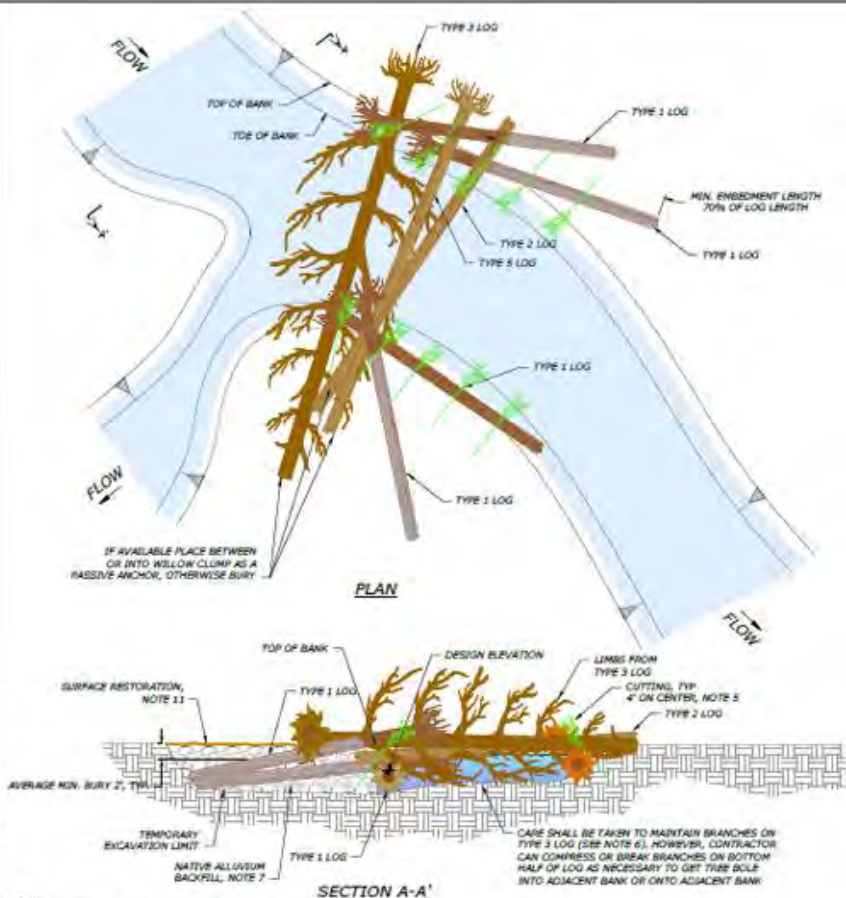 TYPE 3 LOG
FLOW
TOP OF BANK
TOE OF BANK
TYPE 1 LOG
MIN. EMBEDMENT LENGTH
70% OF LOG LENGTH
TYPE 1 LOG
TYPE 2 LOG
TYPE 5 LOG
TYPE 1 LOG
FLOW
TYPE 1 LOG
IF AVAILABLE PLACE BETWEEN
OR INTO WILLOW CLUMP AS A
PASSIVE ANCHOR, OTHERWISE BURY
PLAN
FLOW
TOP OF BANK
DESIGN ELEVATION
LIMBS FROM
TYPE 3 LOG
SURFACE RESTORATION,
NOTE 11
TYPE 1 LOG
CUTTING, TYP
4' ON CENTER, NOTE 5
TYPE 2 LOG
AVERAGE MIN. BURY 2', TYP.
TEMPORARY
EXCAVATION LIMIT
TYPE 1 LOG
NATIVE ALLUVIUM
BACKFILL, NOTE 7
CARE SHALL BE TAKEN TO MAINTAIN BRANCHES ON
TYPE 3 LOG (SEE NOTE 6). HOWEVER, CONTRACTOR
CAN COMPRESS OR BREAK BRANCHES ON BOTTOM
HALF OF LOG AS NECESSARY TO GET TREE BOLE
INTO ADJACENT BANK OR ONTO ADJACENT BANK
SECTION A-A'